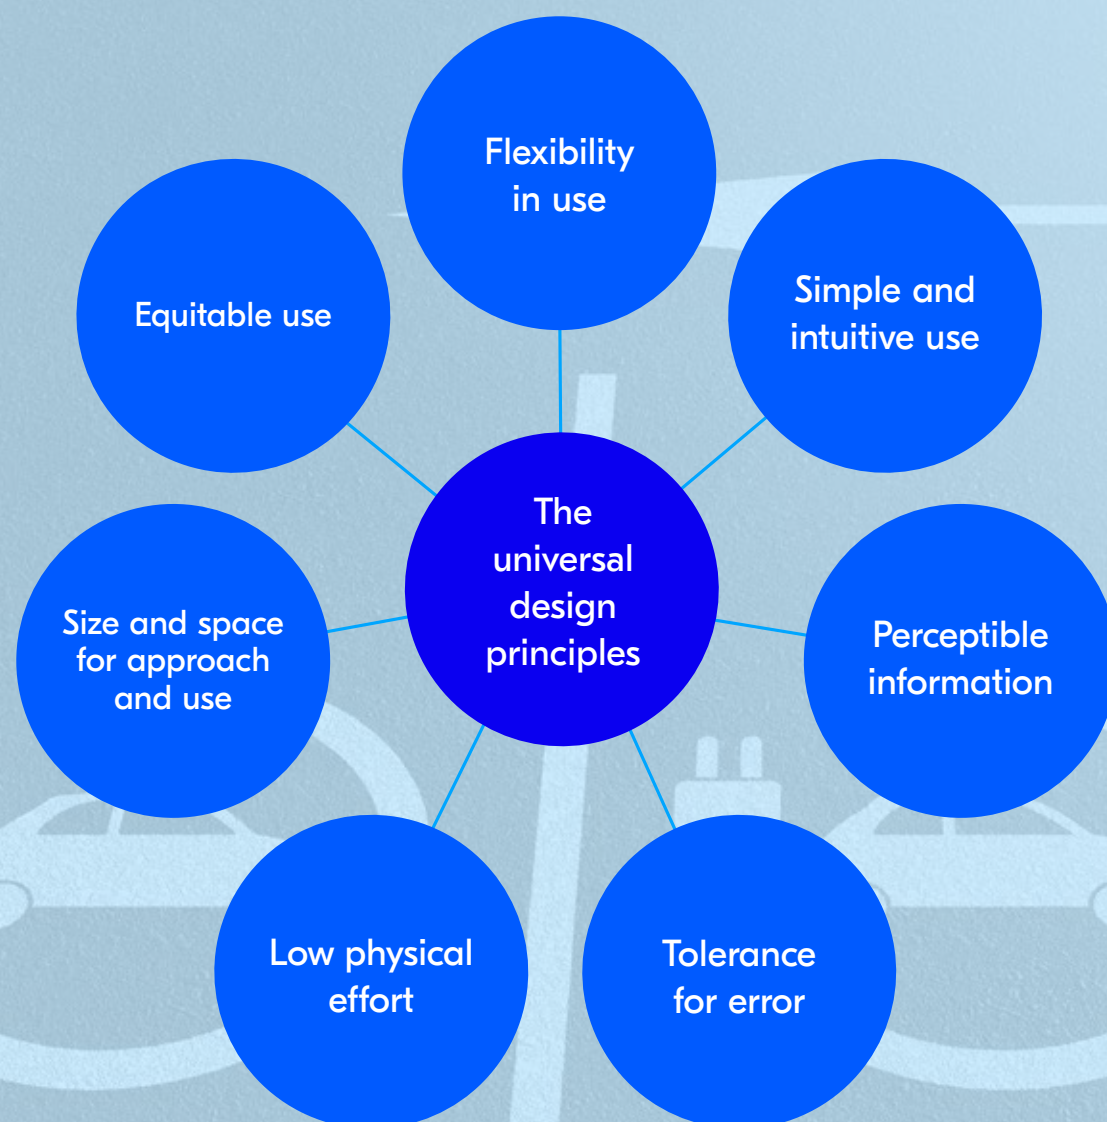 Flexibility
in use
Equitable use
Simple and
intuitive use
The
universal
design
principles
Size and space
for approach
and use
Perceptible
information
Low physical
effort
Tolerance
for error